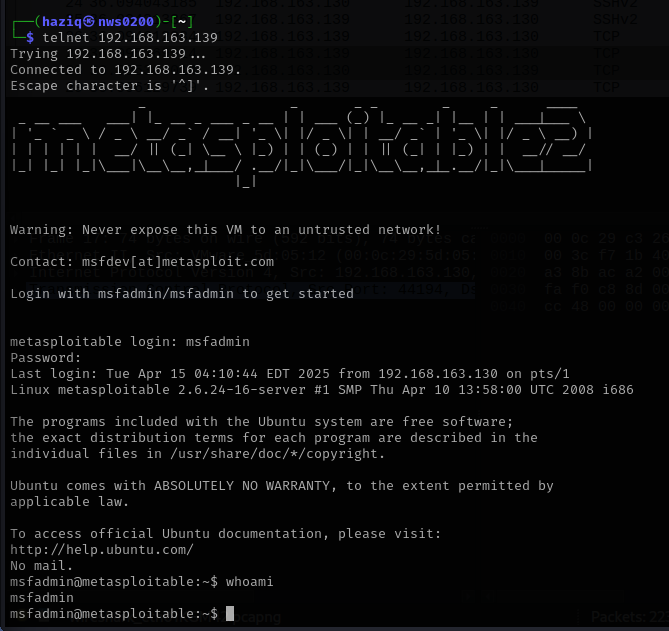 ┌──(haziq㉿nws0200)-[~]
└─$ telnet 192.168.163.139
Trying 192.168.163.139...
Connected to 192.168.163.139.
Escape character is '^]'.
metasploitable2
Warning: Never expose this VM to an untrusted network!
Contact: msfdev[at]metasploit.com
Login with msfadmin/msfadmin to get started
metasploitable login: msfadmin
Password:
Last login: Tue Apr 15 04:10:44 EDT 2025 from 192.168.163.130 on pts/1
Linux metasploitable 2.6.24-16-server #1 SMP Thu Apr 10 13:58:00 UTC 2008 i686
The programs included with the Ubuntu system are free software;
the exact distribution terms for each program are described in the
individual files in /usr/share/doc/*/copyright.
Ubuntu comes with ABSOLUTELY NO WARRANTY, to the extent permitted by
applicable law.
To access official Ubuntu documentation, please visit:
http://help.ubuntu.com/
No mail.
msfadmin@metasploitable:~$ whoami
msfadmin
msfadmin@metasploitable:~$